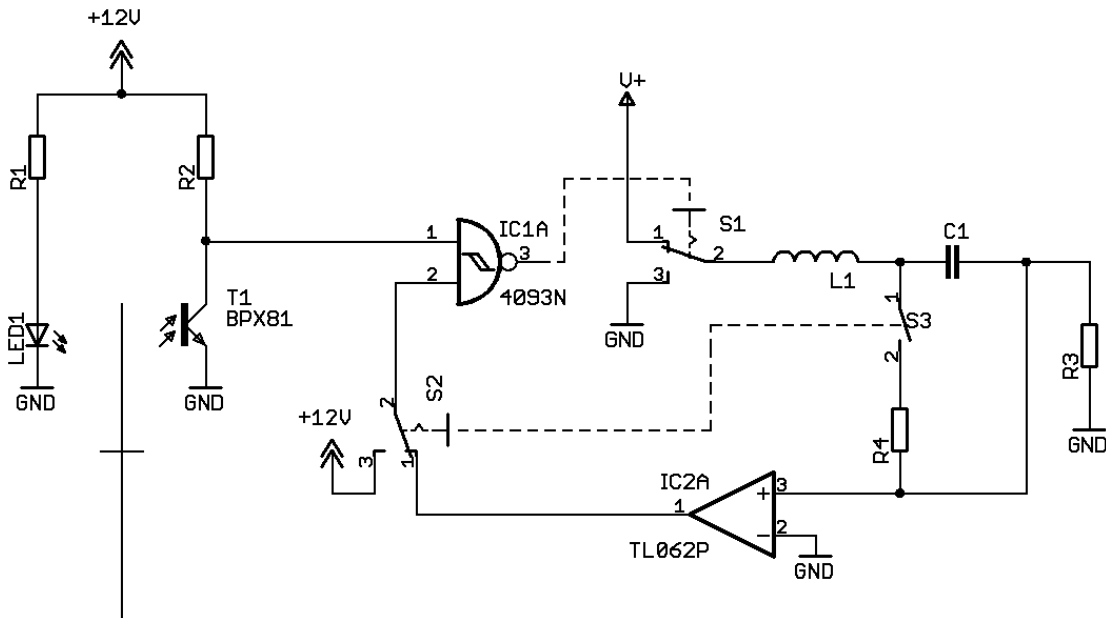 +12V
V+
R1
R2
1
IC1A
3
2
4093N
S1
1
2
3
GND
L1
C1
T1
BPX81
LED1
GND
GND
1
S3
2
R3
GND
S2
2
+12V
3
1
R4
IC2A
1
+
3
-
2
TL062P
GND